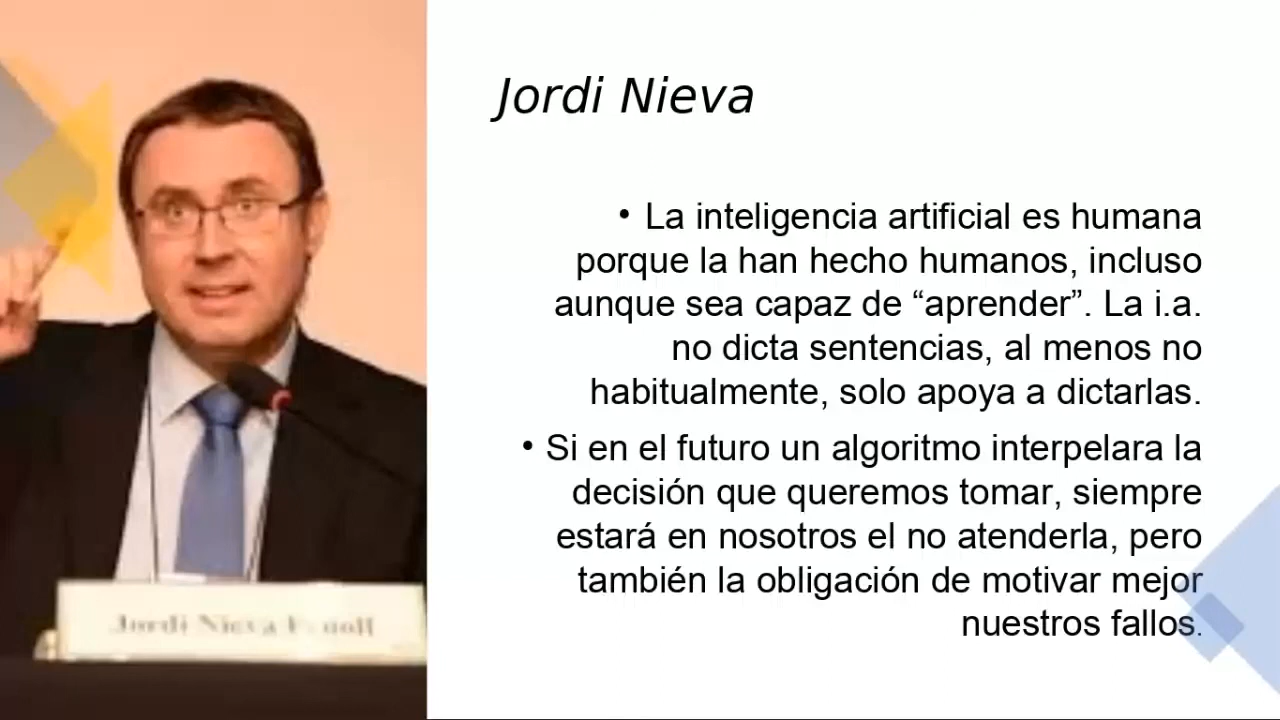 Jordi Nieva
• La inteligencia artificial es humana
porque la han hecho humanos, incluso
aunque sea capaz de “aprender”. La i.a.
no dicta sentencias, al menos no
habitualmente, solo apoya a dictarlas.
• Si en el futuro un algoritmo interpelara la
decisión que queremos tomar, siempre
estará en nosotros el no atenderla, pero
también la obligación de motivar mejor
nuestros fallos.
Jordi Nieva Fenoll